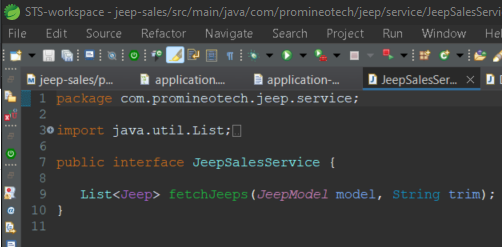 STS-workspace - jeep-sales/src/main/java/com/promineotech/jeep/service/JeepSalesServi
File Edit Source Refactor Navigate Search Project Run Window
jeep-sales/p... application.... application-... JeepSalesSer...
1 package com.promineotech.jeep.service;
2
3 import java.util.List;
6
7 public interface JeepSalesService {
8
9 List<Jeep> fetchJeeps(JeepModel model, String trim);
10 }
11